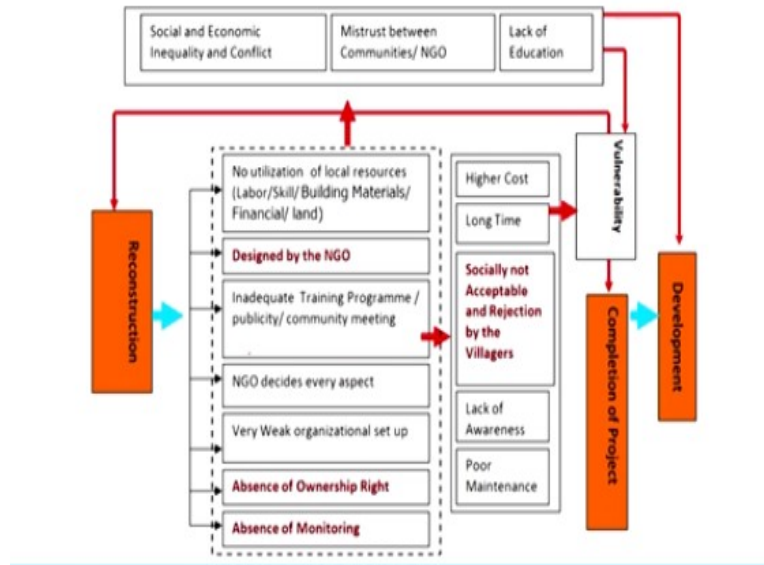 Social and Economic
Inequality and Conflict
Mistrust between
Communities/ NGO
Lack of
Education
Reconstruction
No utilization of local resources
(Labor/Skill/Building Materials/
Financial/ land)
Designed by the NGO
Inadequate Training Programme /
publicity/ community meeting
NGO decides every aspect
Very Weak organizational set up
Absence of Ownership Right
Absence of Monitoring
Higher Cost
Long Time
Socially not
Acceptable
and Rejection
by the
Villagers
Lack of
Awareness
Poor
Maintenance
Vulnerability
Completion of Project
Development